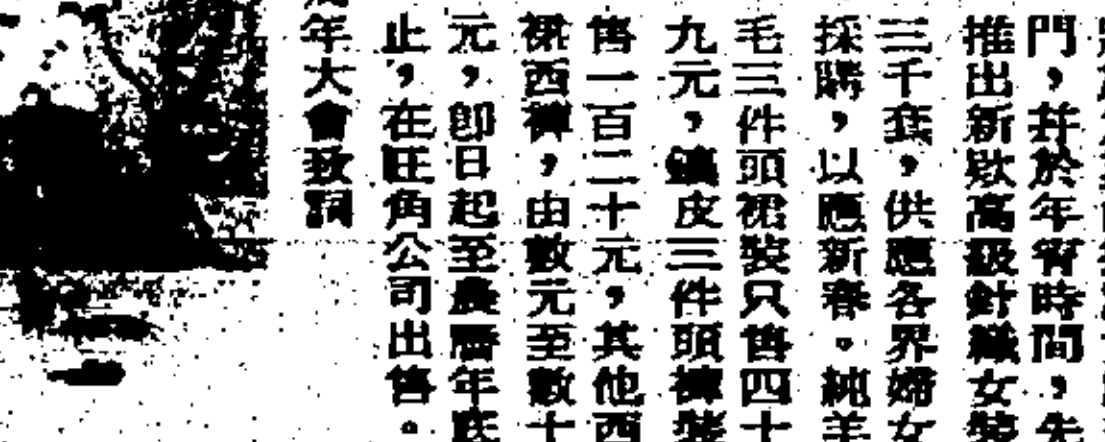 門，并於年宵時間，先
推出新欵高級針織女裝
三千套，供應各界婦女
採購，以應新春。純羊
毛三件頭裙裝只售四十
九元，鑲皮三件頭褲裝
售一百二十元，其他西
裙西褲，由數元至數十
元，即日起至農曆年底
止，在旺角公司出售。
年大會致詞